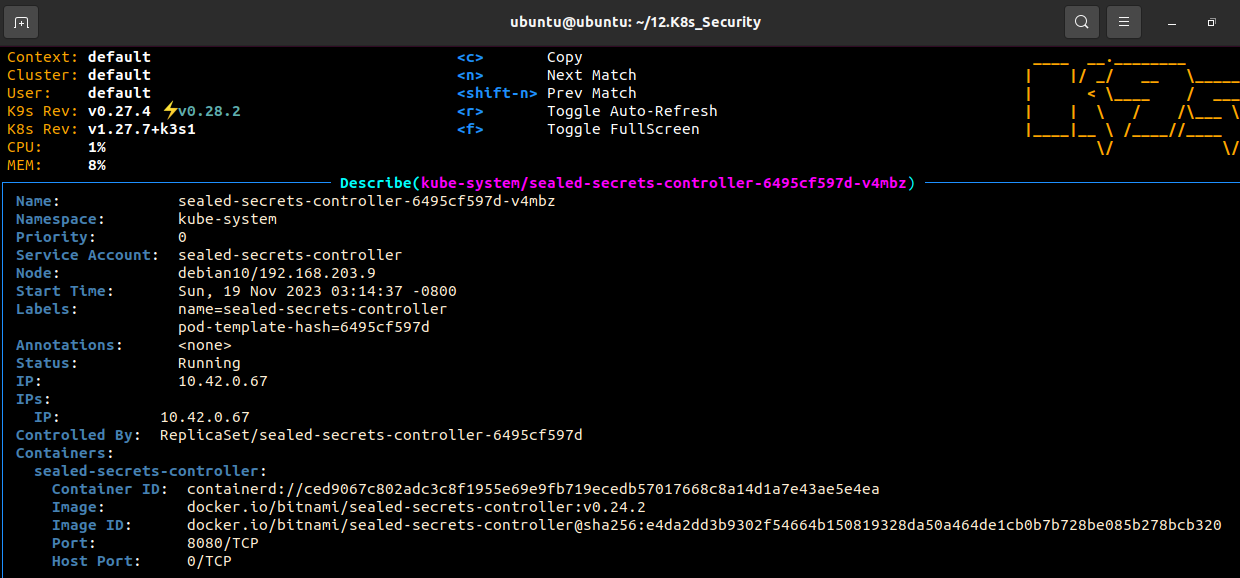 ubuntu@ubuntu: ~/12.K8s_Security
Context: default <c> Copy
Cluster: default <n> Next Match
User: default <shift-n> Prev Match
K9s Rev: v0.27.4 ⚡v0.28.2 <r> Toggle Auto-Refresh
K8s Rev: v1.27.7+k3s1 <f> Toggle FullScreen
CPU: 1%
MEM: 8%
Describe(kube-system/sealed-secrets-controller-6495cf597d-v4mbz)
Name: sealed-secrets-controller-6495cf597d-v4mbz
Namespace: kube-system
Priority: 0
Service Account: sealed-secrets-controller
Node: debian10/192.168.203.9
Start Time: Sun, 19 Nov 2023 03:14:37 -0800
Labels: name=sealed-secrets-controller
pod-template-hash=6495cf597d
Annotations: <none>
Status: Running
IP: 10.42.0.67
IPs:
IP: 10.42.0.67
Controlled By: ReplicaSet/sealed-secrets-controller-6495cf597d
Containers:
sealed-secrets-controller:
Container ID: containerd://ced9067c802adc3c8f1955e69e9fb719ecedb57017668c8a14d1a7e43ae5e4ea
Image: docker.io/bitnami/sealed-secrets-controller:v0.24.2
Image ID: docker.io/bitnami/sealed-secrets-controller@sha256:e4da2dd3b9302f54664b150819328da50a464de1cb0b7b728be085b278bcb320
Port: 8080/TCP
Host Port: 0/TCP